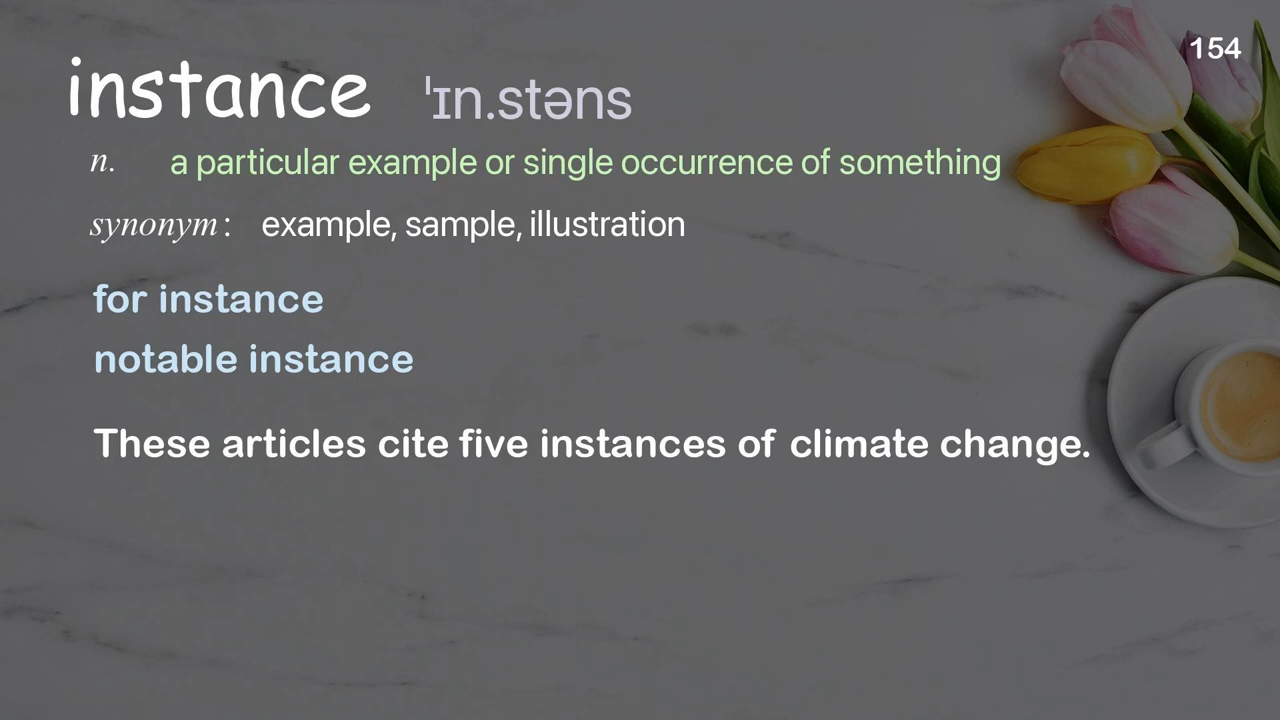 154
instance ˈɪn.stəns
n. a particular example or single occurrence of something
synonym: example, sample, illustration
for instance
notable instance
These articles cite five instances of climate change.